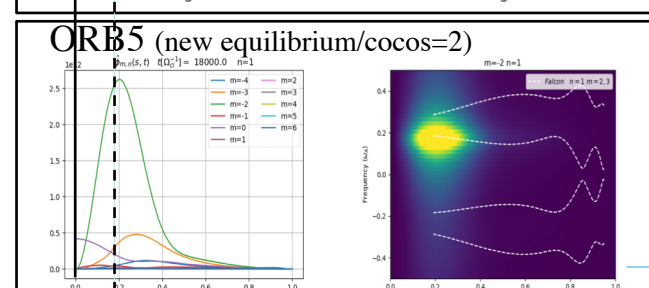 ORB5 (new equilibrium/cocos=2)
ϕm,n(s, t) t[Ω_ci^-1] = 18000.0 n=1
m=-2 n=1
m=-4
m=-3
m=-2
m=-1
m=0
m=1
m=2
m=3
m=4
m=5
m=6
Falcon n=1 m=2, 3
2.5
2.0
1.5
1.0
0.5
0.0
0.0 0.2 0.4 0.6 0.8 1.0
Frequency (ωA)
0.4
0.2
0.0
−0.2
−0.4
0.0 0.2 0.4 0.6 0.8 1.0